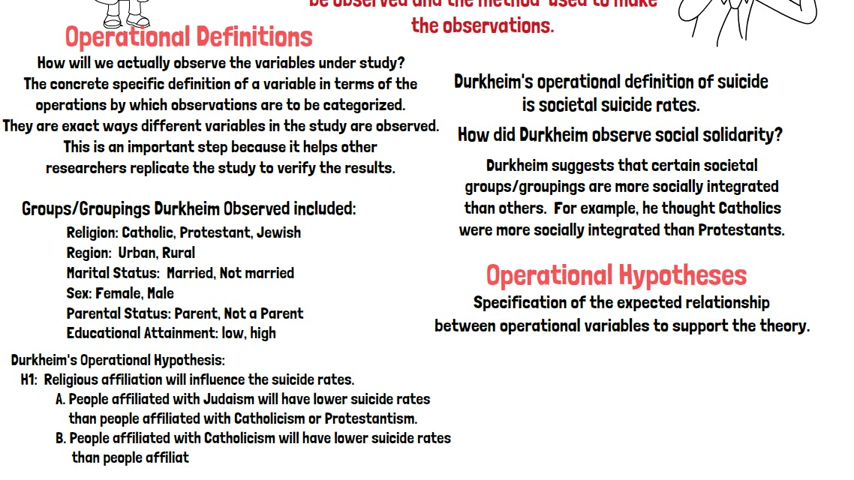 be observed and the method used to make
the observations.
Operational Definitions
How will we actually observe the variables under study?
The concrete specific definition of a variable in terms of the
operations by which observations are to be categorized.
They are exact ways different variables in the study are observed.
This is an important step because it helps other
researchers replicate the study to verify the results.
Groups/Groupings Durkheim Observed included:
Religion: Catholic, Protestant, Jewish
Region: Urban, Rural
Marital Status: Married, Not married
Sex: Female, Male
Parental Status: Parent, Not a Parent
Educational Attainment: low, high
Durkheim's Operational Hypothesis:
H1: Religious affiliation will influence the suicide rates.
A. People affiliated with Judaism will have lower suicide rates
than people affiliated with Catholicism or Protestantism.
B. People affiliated with Catholicism will have lower suicide rates
than people affiliat
Durkheim's operational definition of suicide
is societal suicide rates.
How did Durkheim observe social solidarity?
Durkheim suggests that certain societal
groups/groupings are more socially integrated
than others. For example, he thought Catholics
were more socially integrated than Protestants.
Operational Hypotheses
Specification of the expected relationship
between operational variables to support the theory.